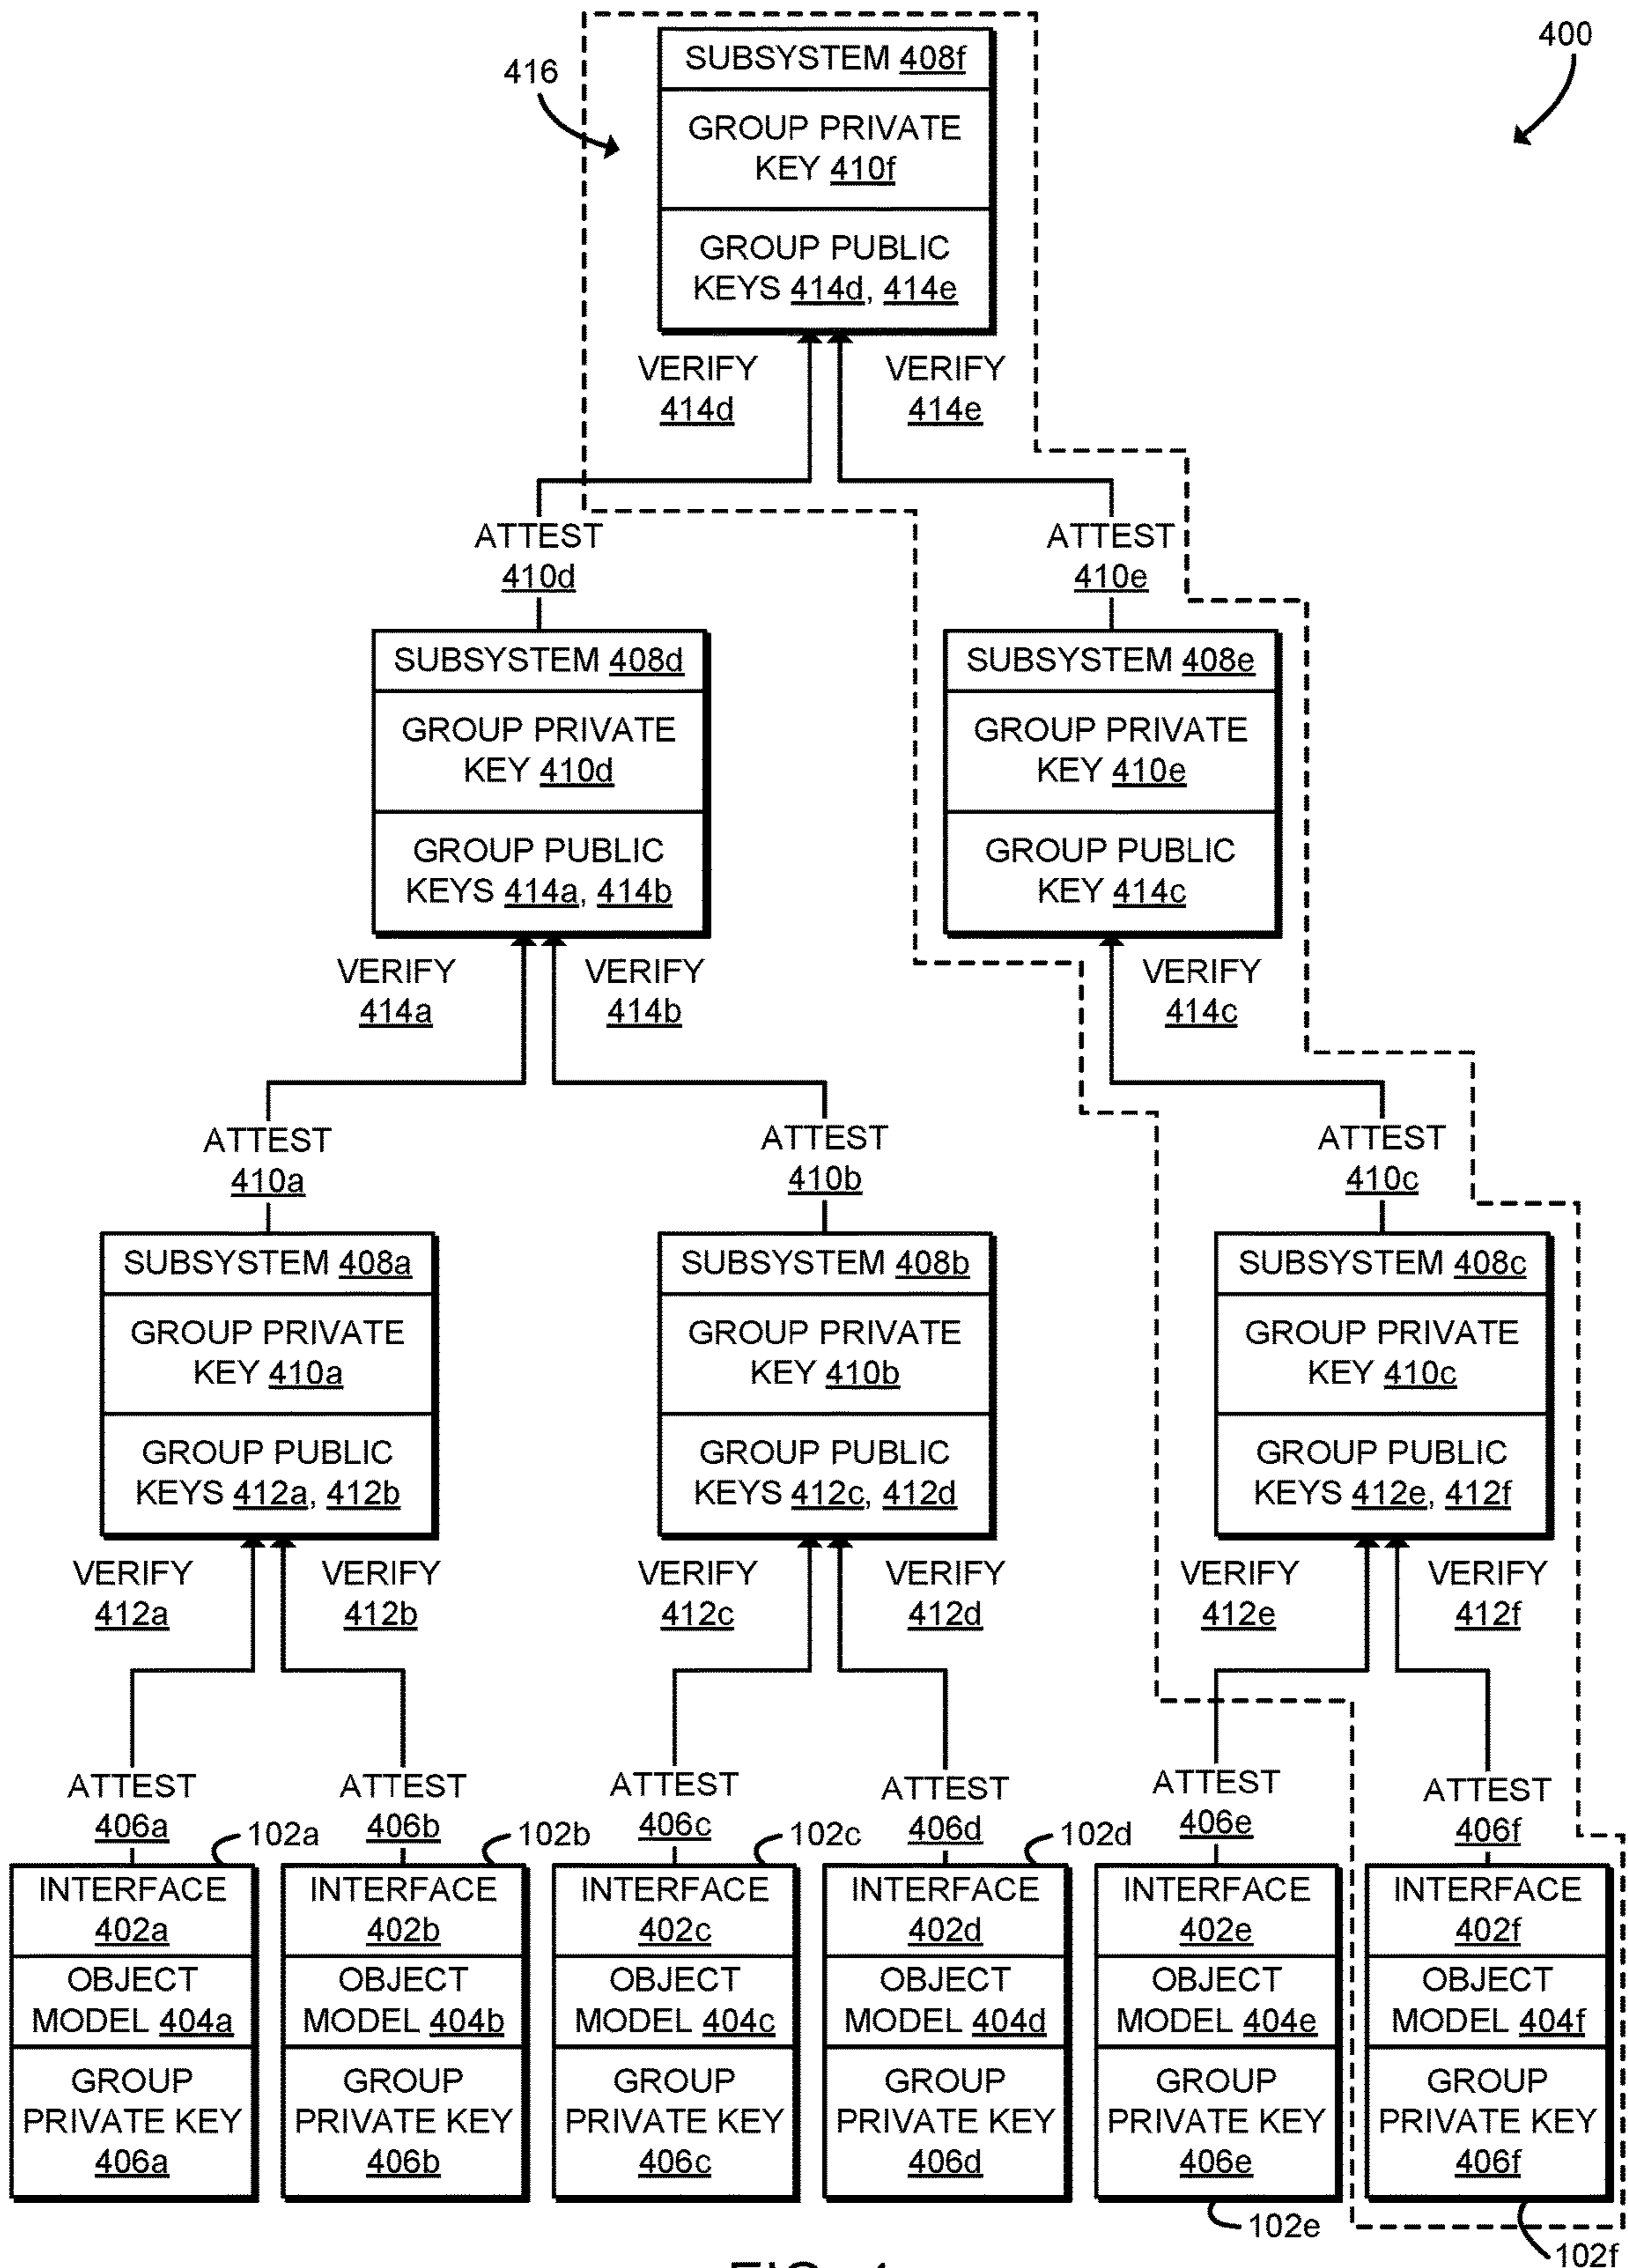 400
416
SUBSYSTEM 408f
GROUP PRIVATE
KEY 410f
GROUP PUBLIC
KEYS 414d, 414e
VERIFY
414d
VERIFY
414e
ATTEST
410d
ATTEST
410e
SUBSYSTEM 408d
GROUP PRIVATE
KEY 410d
GROUP PUBLIC
KEYS 414a, 414b
SUBSYSTEM 408e
GROUP PRIVATE
KEY 410e
GROUP PUBLIC
KEY 414c
VERIFY
414a
VERIFY
414b
VERIFY
414c
ATTEST
410a
ATTEST
410b
ATTEST
410c
SUBSYSTEM 408a
GROUP PRIVATE
KEY 410a
GROUP PUBLIC
KEYS 412a, 412b
SUBSYSTEM 408b
GROUP PRIVATE
KEY 410b
GROUP PUBLIC
KEYS 412c, 412d
SUBSYSTEM 408c
GROUP PRIVATE
KEY 410c
GROUP PUBLIC
KEYS 412e, 412f
VERIFY
412a
VERIFY
412b
VERIFY
412c
VERIFY
412d
VERIFY
412e
VERIFY
412f
ATTEST
406a
ATTEST
406b
ATTEST
406c
ATTEST
406d
ATTEST
406e
ATTEST
406f
102a
102b
102c
102d
INTERFACE
402a
OBJECT
MODEL 404a
GROUP
PRIVATE KEY
406a
INTERFACE
402b
OBJECT
MODEL 404b
GROUP
PRIVATE KEY
406b
INTERFACE
402c
OBJECT
MODEL 404c
GROUP
PRIVATE KEY
406c
INTERFACE
402d
OBJECT
MODEL 404d
GROUP
PRIVATE KEY
406d
INTERFACE
402e
OBJECT
MODEL 404e
GROUP
PRIVATE KEY
406e
INTERFACE
402f
OBJECT
MODEL 404f
GROUP
PRIVATE KEY
406f
102e
102f